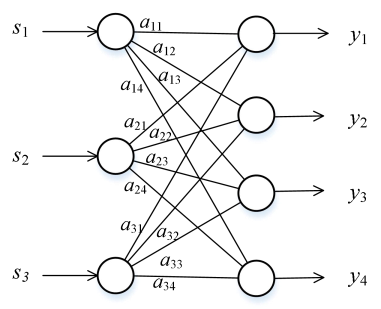 s1 a11 y1
a12
a13
a14
a21 y2
a22
s2 a23
a24 y3
a31 a32
s3 a33 y4
a34